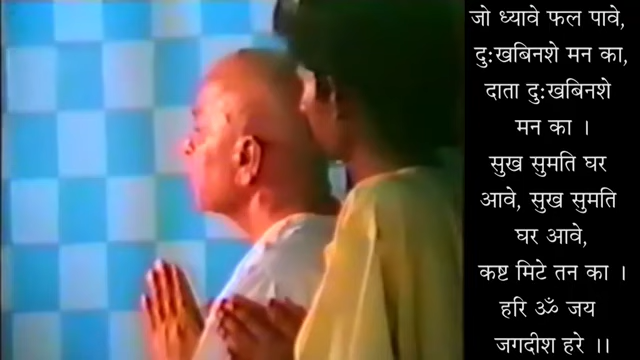 जो ध्यावे फल पावे,
दुःखबिनशे मन का,
दाता दुःखबिनशे
मन का ।
सुख सुमति घर
आवे, सुख सुमति
घर आवे,
कष्ट मिटे तन का ।
हरि ॐ जय
जगदीश हरे ।।